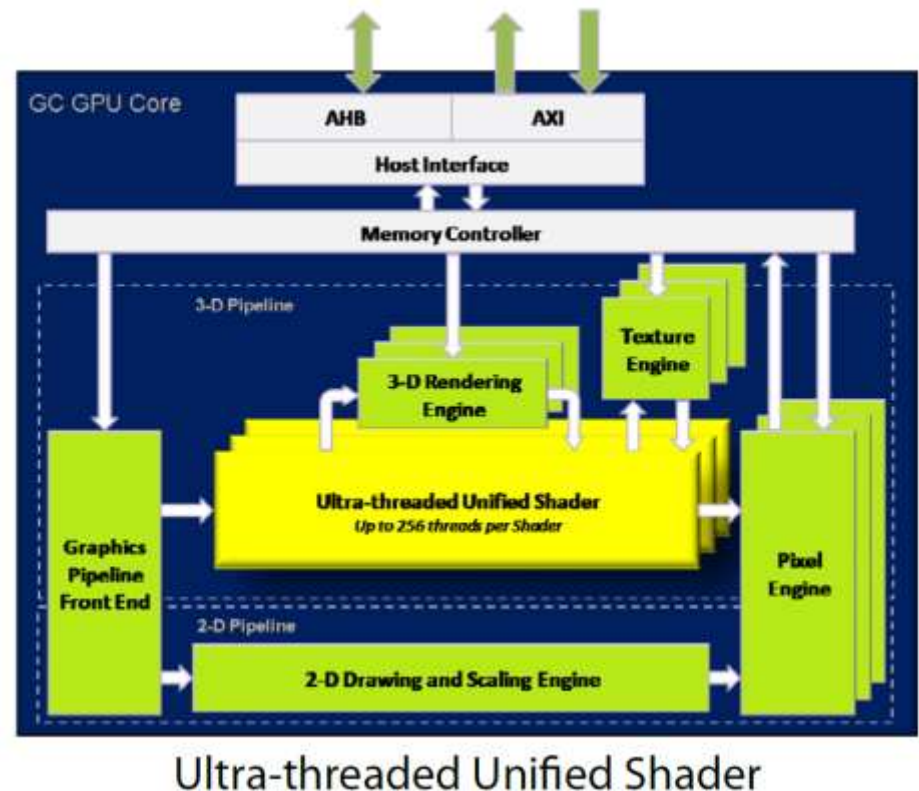 GC GPU Core
AHB
AXI
Host Interface
Memory Controller
3-D Pipeline
Texture
Engine
3-D Rendering
Engine
Ultra-threaded Unified Shader
Up to 256 threads per Shader
Graphics
Pipeline
Front End
Pixel
Engine
2-D Pipeline
2-D Drawing and Scaling Engine
Ultra-threaded Unified Shader